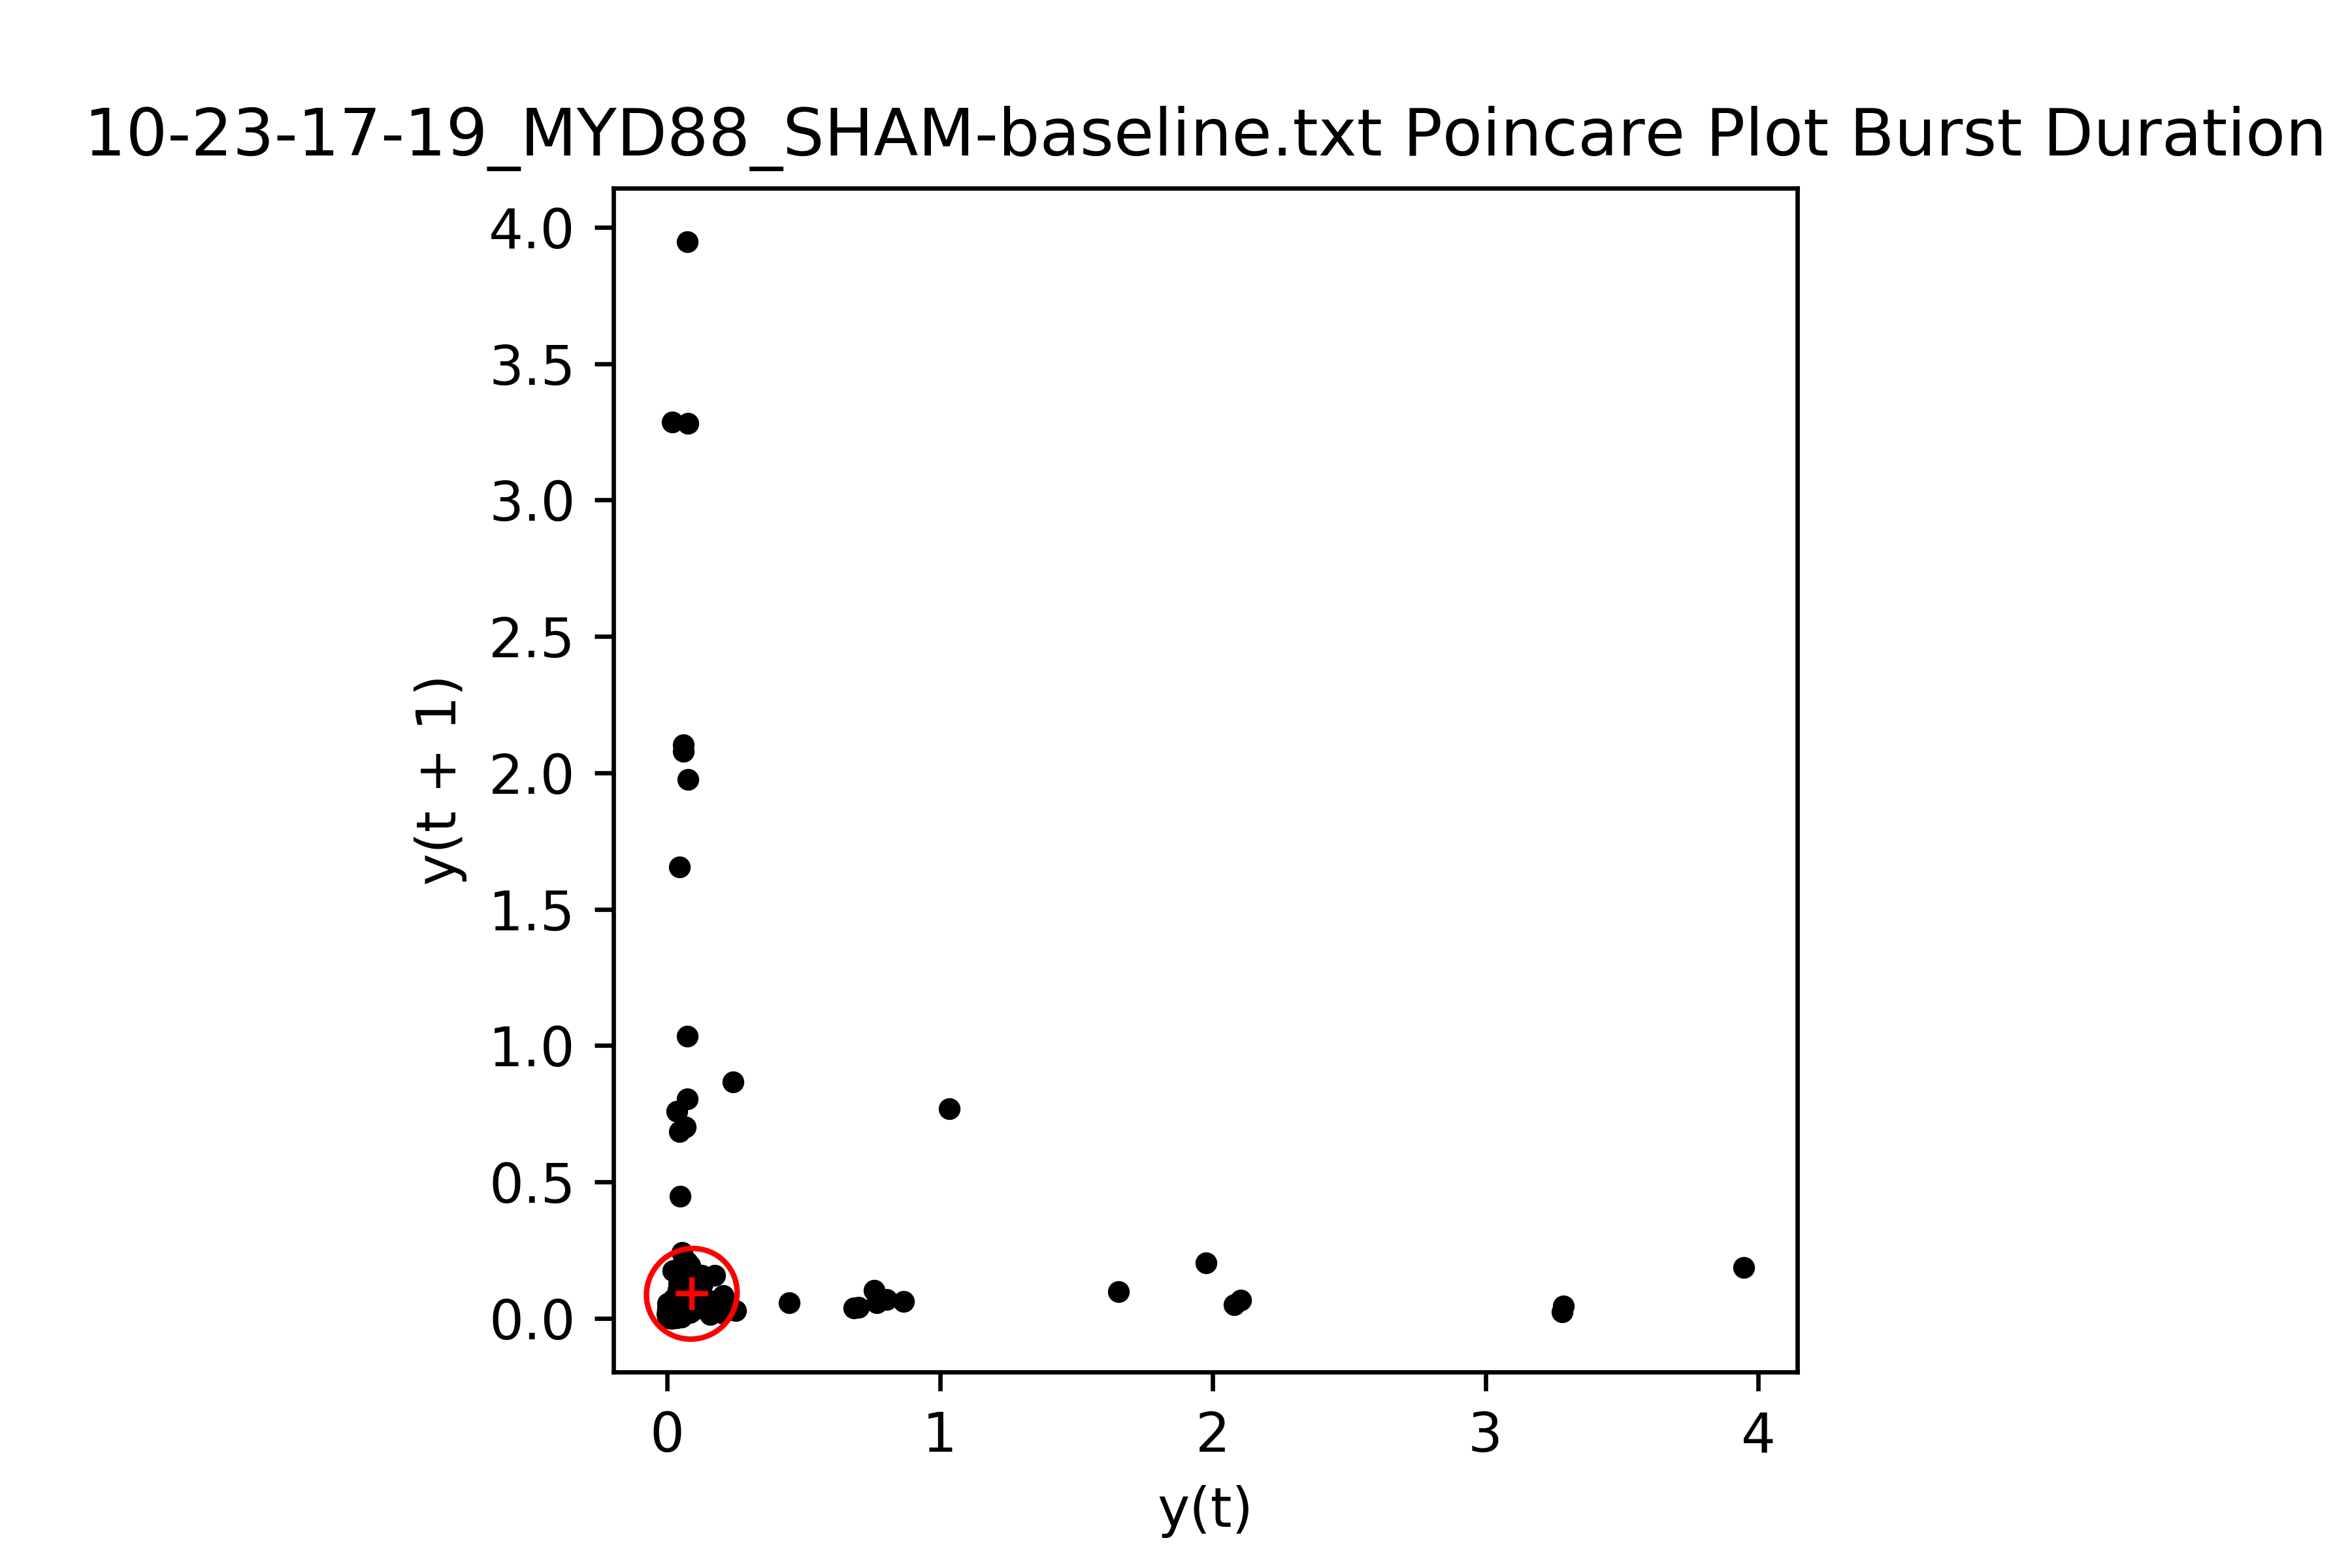 10-23-17-19_MYD88_SHAM-baseline.txt Poincare Plot Burst Duration
4.0
3.5
3.0
2.5
2.0
1.5
1.0
0.5
0.0
y(t + 1)
0 1 2 3 4
y(t)